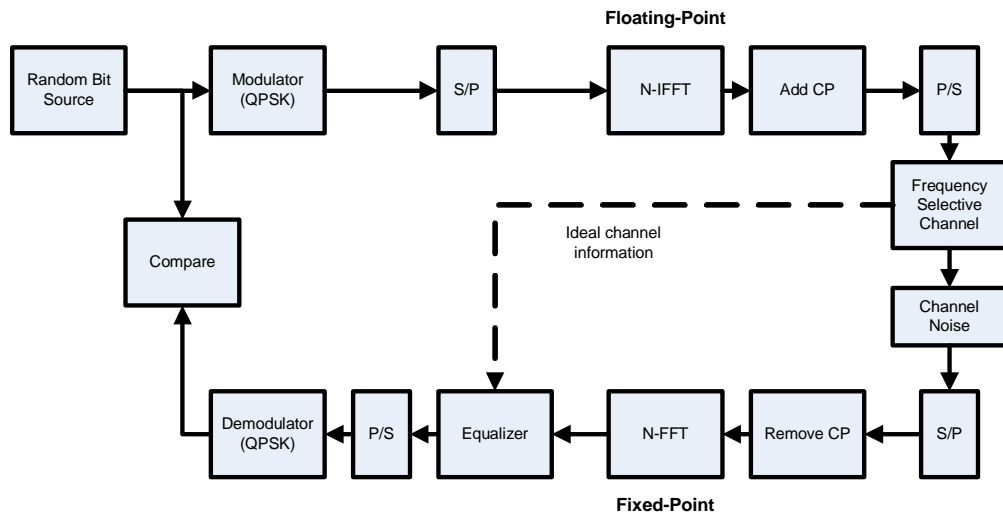 Floating-Point
Random Bit
Source
Modulator
(QPSK)
S/P
N-IFFT
Add CP
P/S
Frequency
Selective
Channel
Ideal channel
information
Compare
Channel
Noise
Demodulator
(QPSK)
P/S
Equalizer
N-FFT
Remove CP
S/P
Fixed-Point